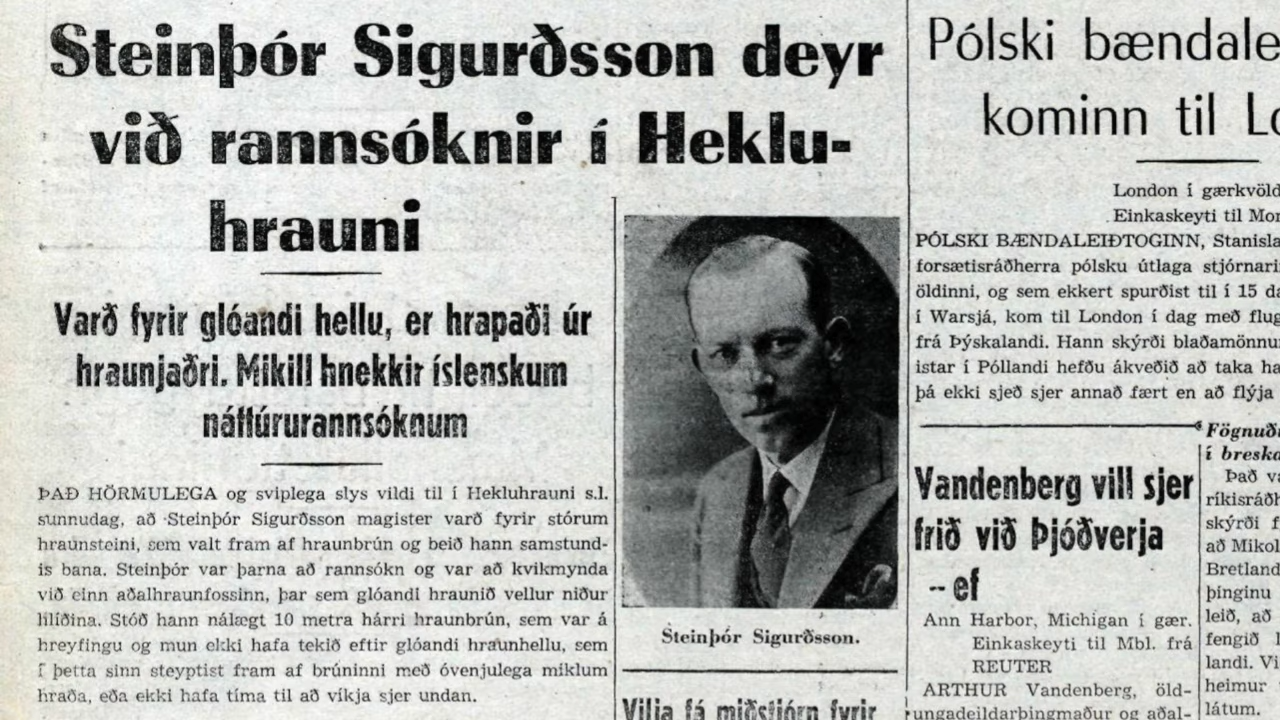 Steinþór Sigurðsson deyr
við rannsóknir í Heklu-
hrauni
Varð fyrir glóandi hellu, er hrapaði úr
hraunjaðri. Mikill hnekkir íslenskum
náttúrurannsóknum
ÞAÐ HÖRMULEGA og sviplega slys vildi til í Hekluhrauni s.l.
sunnudag, að Steinþór Sigurðsson magister varð fyrir stórum
hraunsteini, sem valt fram af hraunbrún og beið hann samstund-
is bana. Steinþór var þarna að rannsókn og var að kvikmynda
við einn aðalhraunfossinn, þar sem glóandi hraunið vellur niður
hlíðina. Stóð hann nálægt 10 metra hárri hraunbrún, sem var á
hreyfingu og mun ekki hafa tekið eftir glóandi hraunhellu, sem
í þetta sinn steyptist fram af brúninni með óvenjulega miklum
hraða, eða ekki hafa tíma til að víkja sjer undan.
Steinþór Sigurðsson.
Vilja fá miðstjórn fyrir
Pólski bændale
kominn til Lo
London í gærkvöld
Einkaskeyti til Mor
PÓLSKI BÆNDALEIÐTOGINN, Stanisla
forsætisráðherra pólsku útlaga stjórnari
öldinni, og sem ekkert spurðist til í 15 da
í Warsjá, kom til London í dag með flug
frá Þýskalandi. Hann skýrði blaðamönnu
istar í Póllandi hefðu ákveðið að taka ha
þá ekki sjeð sjer annað fært en að flýja
Vandenberg vill sjer
frið við Þjóðverja
-- ef
Ann Harbor, Michigan í gær.
Einkaskeyti til Mbl. frá
REUTER
ARTHUR Vandenberg, öld-
ungadeildarþingmaður og aðal-
Fögnuðu
í breska
Það va
ríkisráðh
skýrði f
að Mikol
Bretland
þinginu
leið, að
fengið
landi. Vi
heimur
látum.